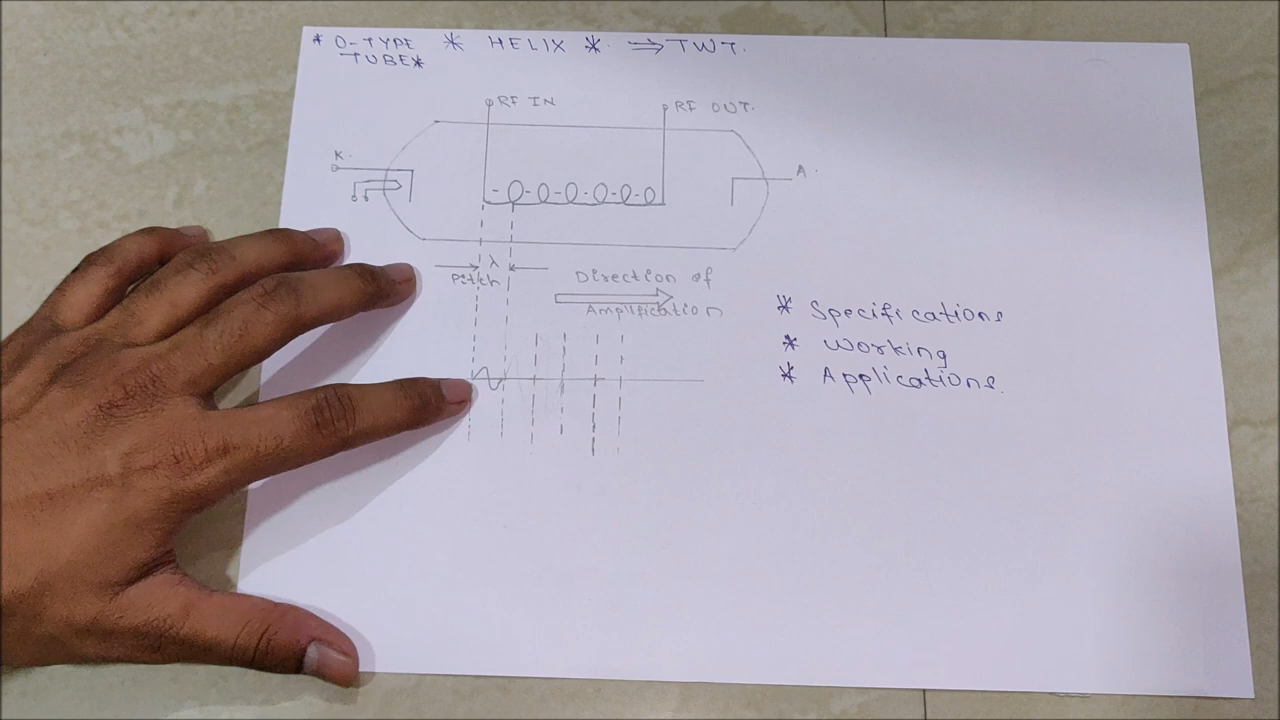 * O-TYPE * HELIX * ⇒ TWT.
TUBE*
RF IN
RF OUT.
K.
A.
λ
Pitch
Direction of
Amplification
* Specifications
* Working
* Applications.